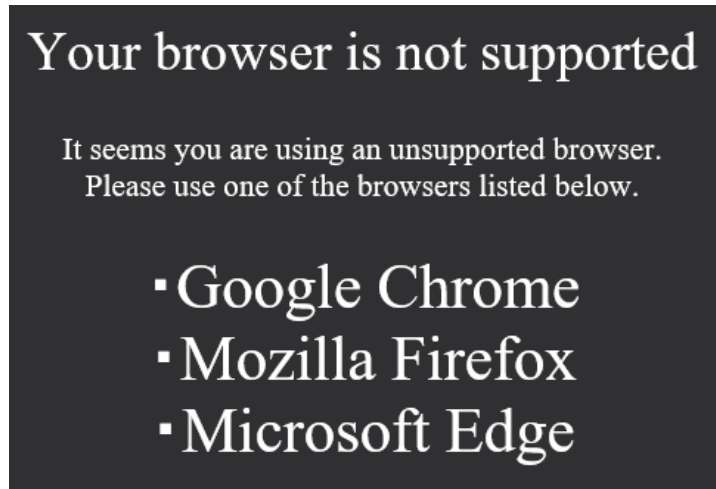 Your browser is not supported
It seems you are using an unsupported browser.
Please use one of the browsers listed below.
▪Google Chrome
▪Mozilla Firefox
▪Microsoft Edge